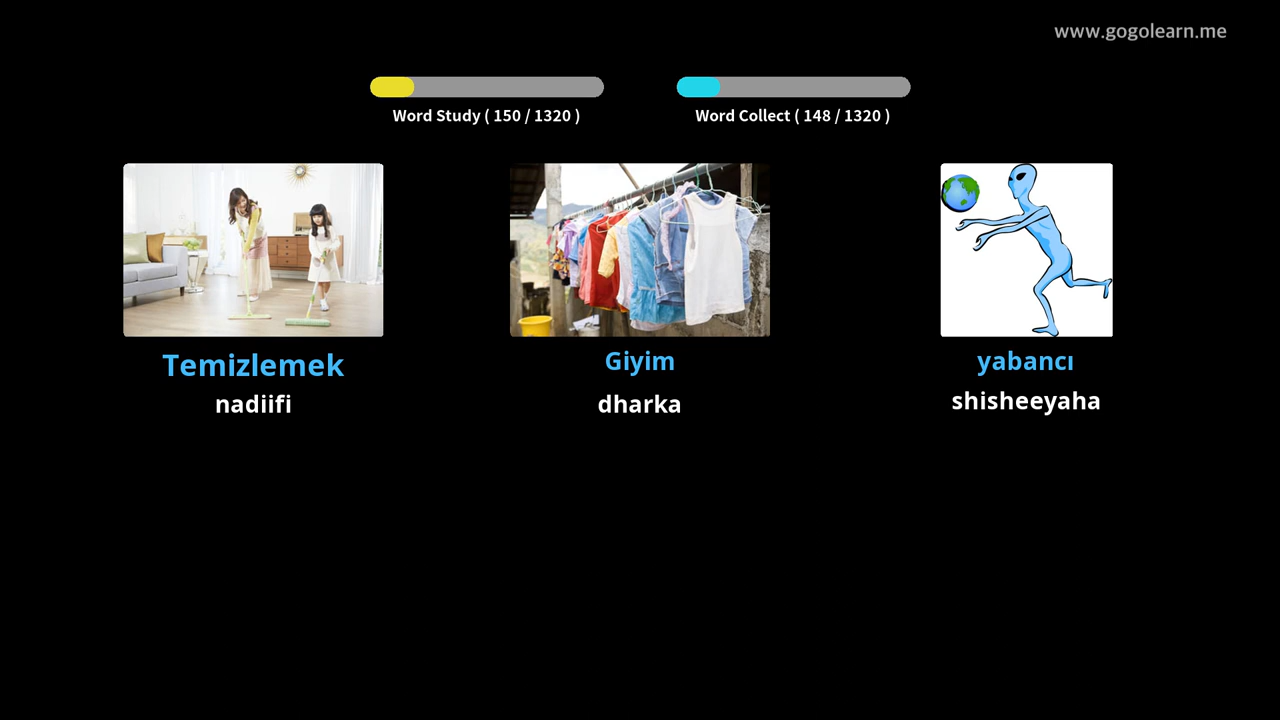 www.gogolearn.me
Word Study ( 150 / 1320 )
Word Collect ( 148 / 1320 )
Temizlemek
nadiifi
Giyim
dharka
yabancı
shisheeyaha